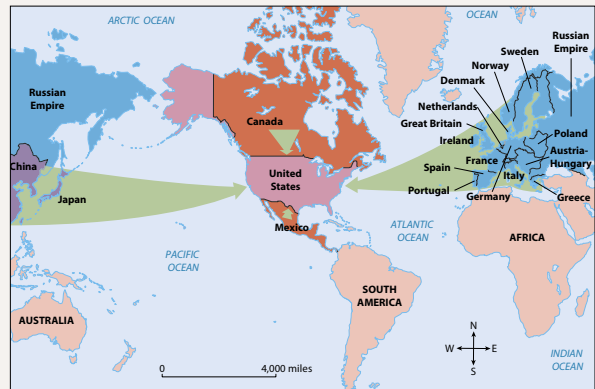 ARCTIC OCEAN
OCEAN
Russian
Empire
Sweden
Norway
Denmark
Russian
Empire
Netherlands
Great Britain
Ireland
Canada
Poland
Austria-
Hungary
China
France
Spain
Italy
United
States
Japan
Portugal
Germany
Greece
Mexico
ATLANTIC
OCEAN
AFRICA
PACIFIC
OCEAN
SOUTH
AMERICA
AUSTRALIA
N
W
E
S
INDIAN
OCEAN
0
4,000 miles